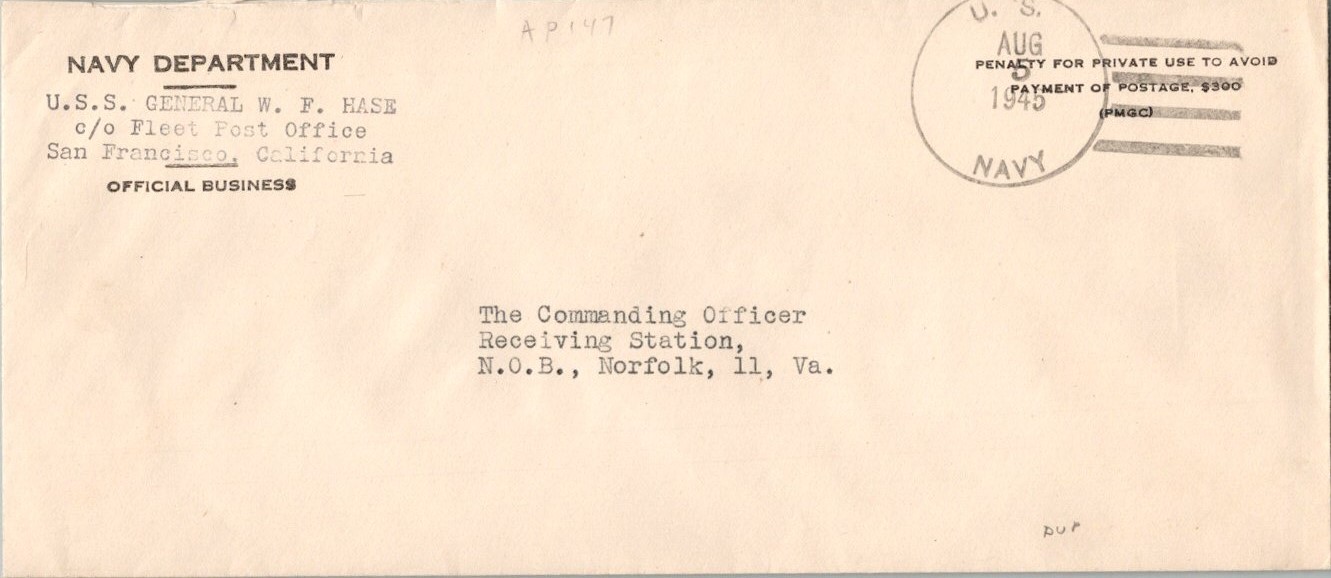 AP147
NAVY DEPARTMENT
U.S.S. GENERAL W. F. HASE
c/o Fleet Post Office
San Francisco, California
OFFICIAL BUSINESS
U. S.
AUG
5
1945
NAVY
PENALTY FOR PRIVATE USE TO AVOID
PAYMENT OF POSTAGE, $300
(PMGC)
The Commanding Officer
Receiving Station,
N.O.B., Norfolk, 11, Va.
DUP